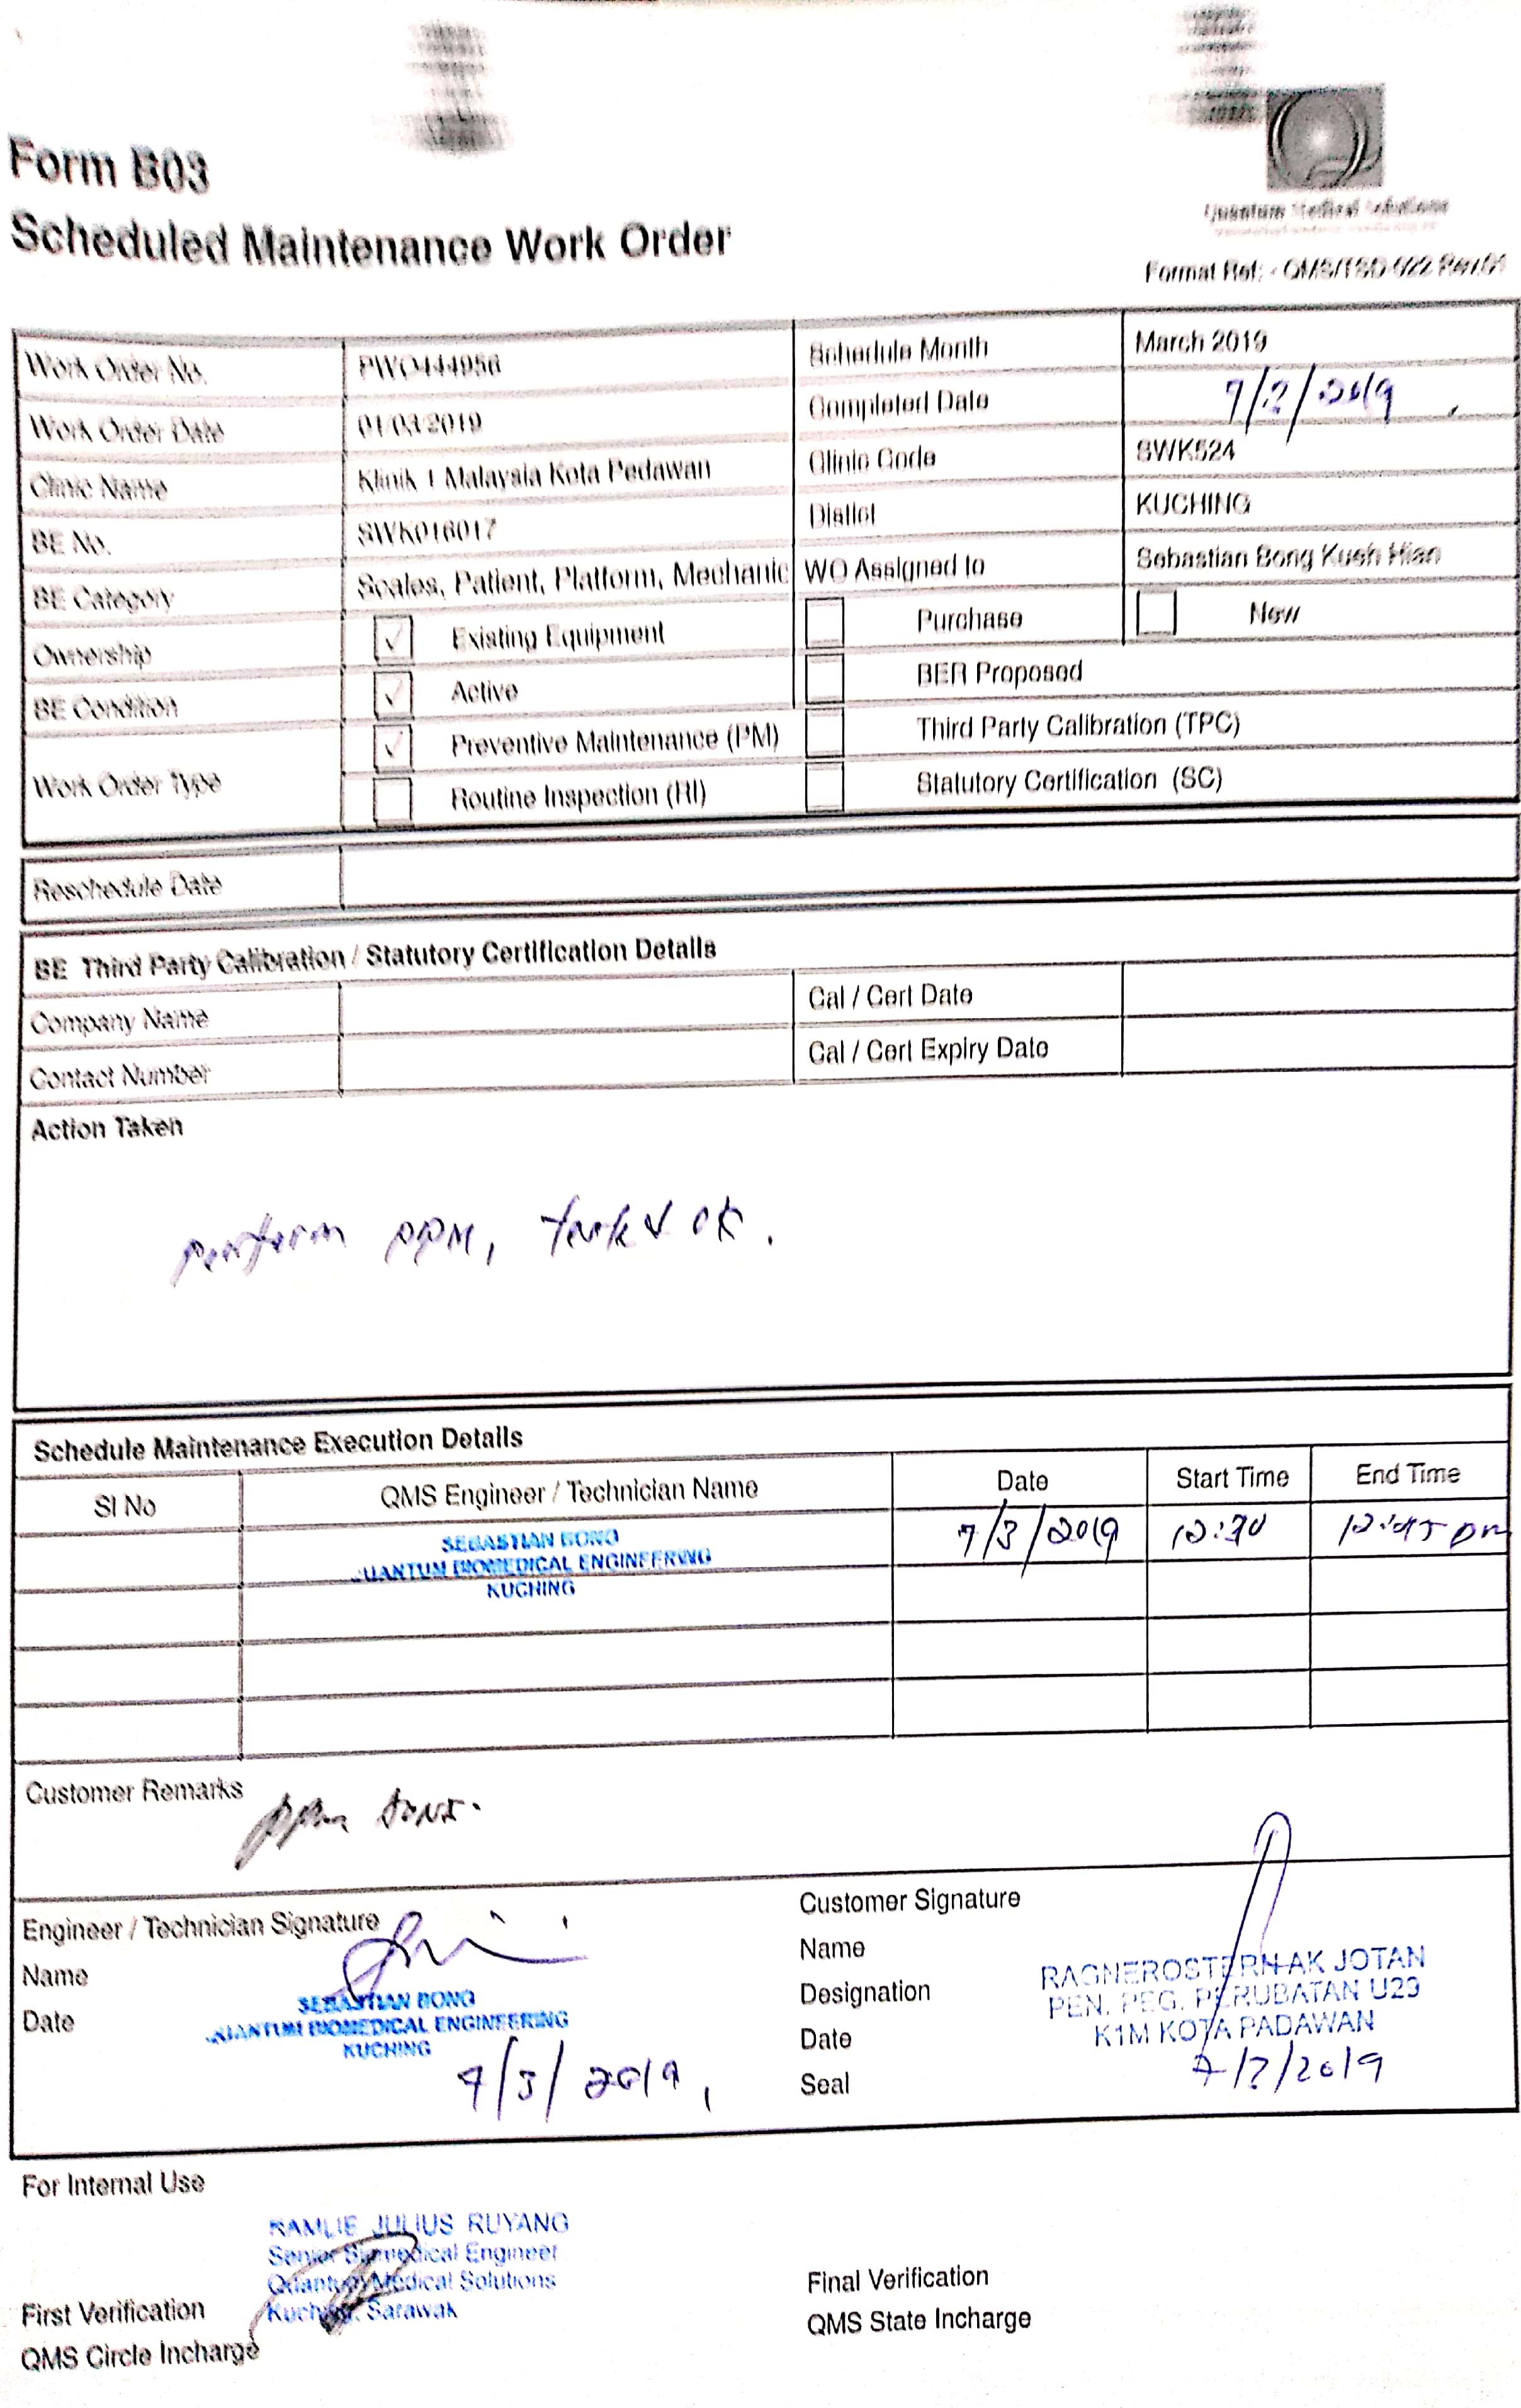 Form B03
Scheduled Maintenance Work Order
Quantum Medical Solutions
Format Ref: - QMS/TSD-022 Rev.01
Work Order No. PWO444956 Schedule Month March 2019
Work Order Date 01/03/2019 Completed Date 7/3/2019
Clinic Name Klinik 1 Malaysia Kota Pedawan Clinic Code SWK524
BE No. SWK016017 Distict KUCHING
BE Category Scales, Patient, Platform, Mechanic WO Assigned to Sebastian Bong Kueh Hian
Ownership ✓ Existing Equipment Purchase New
BE Condition ✓ Active BER Proposed
Work Order Type ✓ Preventive Maintenance (PM) Third Party Calibration (TPC)
Routine Inspection (RI) Statutory Certification (SC)
Reschedule Date
BE Third Party Calibration / Statutory Certification Details
Company Name Cal / Cert Date
Contact Number Cal / Cert Expiry Date
Action Taken
perform PPM, ok.
Schedule Maintenance Execution Details
Sl No QMS Engineer / Technician Name Date Start Time End Time
SEBASTIAN BONG 7/3/2019 12:30 12:45 pm
QUANTUM BIOMEDICAL ENGINEERING
KUCHING
Customer Remarks
ppm done.
Engineer / Technician Signature Customer Signature
Name Name
Date Designation
Date
Seal
SEBASTIAN BONG
QUANTUM BIOMEDICAL ENGINEERING
KUCHING
7/3/2019
RAGNEROSTERN AK JOTAN
PEN. PEG. PERUBATAN U29
K1M KOTA PADAWAN
7/3/2019
For Internal Use
RAMLIE JULIUS RUYANG
Senior Biomedical Engineer
Quantum Medical Solutions
Kuching, Sarawak
First Verification Final Verification
QMS Circle Incharge QMS State Incharge